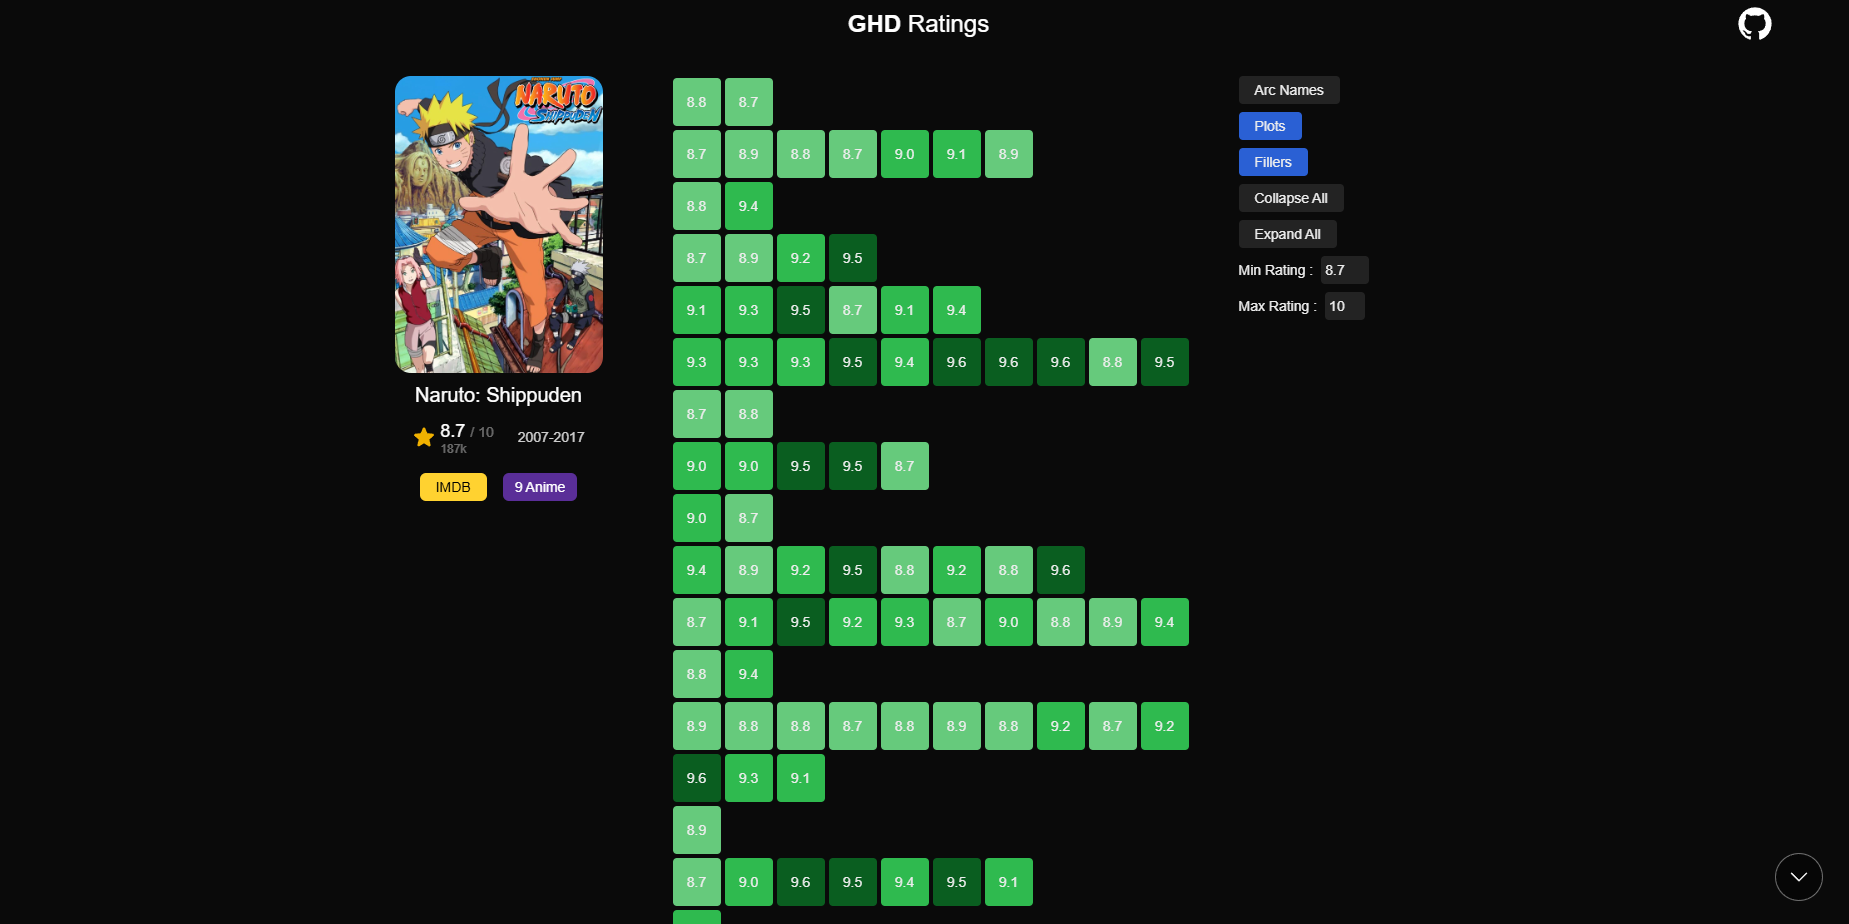 GHD Ratings
NARUTO
SHIPPUDEN
Naruto: Shippuden
8.7 / 10
187k
2007-2017
IMDB
9 Anime
8.8 8.7
8.7 8.9 8.8 8.7 9.0 9.1 8.9
8.8 9.4
8.7 8.9 9.2 9.5
9.1 9.3 9.5 8.7 9.1 9.4
9.3 9.3 9.3 9.5 9.4 9.6 9.6 9.6 8.8 9.5
8.7 8.8
9.0 9.0 9.5 9.5 8.7
9.0 8.7
9.4 8.9 9.2 9.5 8.8 9.2 8.8 9.6
8.7 9.1 9.5 9.2 9.3 8.7 9.0 8.8 8.9 9.4
8.8 9.4
8.9 8.8 8.8 8.7 8.8 8.9 8.8 9.2 8.7 9.2
9.6 9.3 9.1
8.9
8.7 9.0 9.6 9.5 9.4 9.5 9.1
Arc Names
Plots
Fillers
Collapse All
Expand All
Min Rating : 8.7
Max Rating : 10